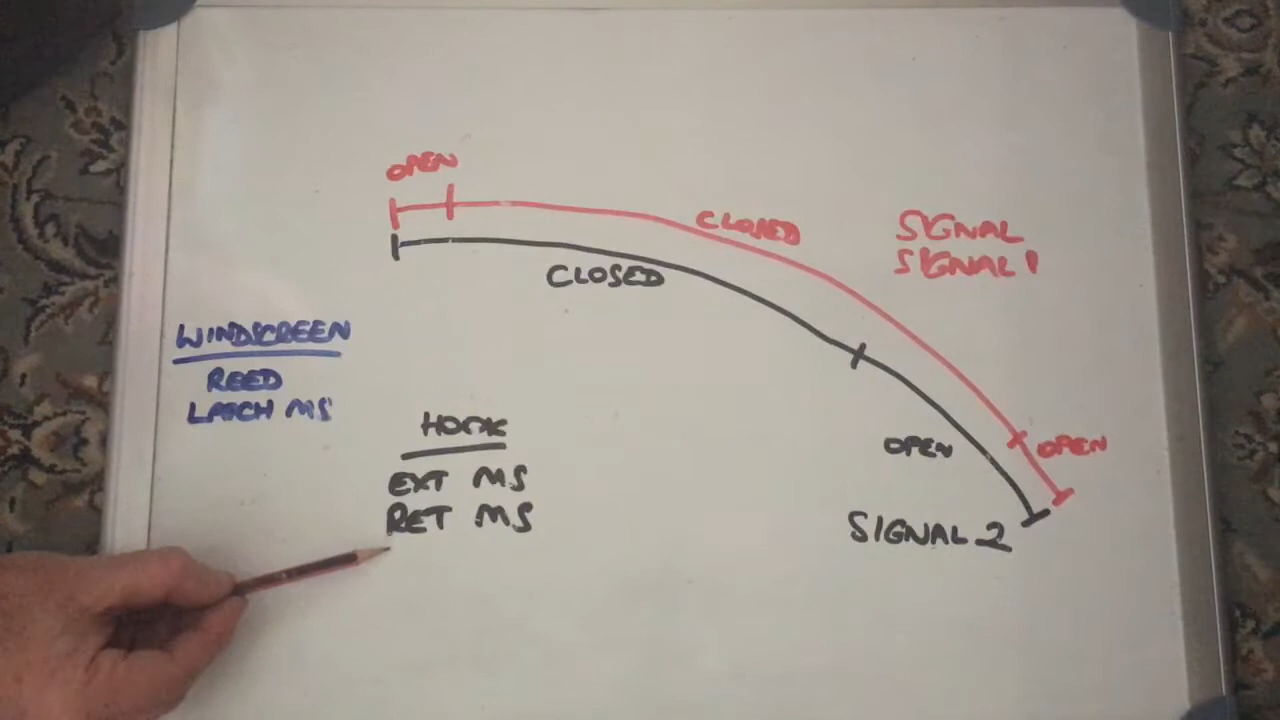 OPEN
CLOSED
SIGNAL
SIGNAL 1
CLOSED
WINDSCREEN
REED
LATCH MS
HOOK
EXT MS
RET MS
OPEN
OPEN
SIGNAL 2